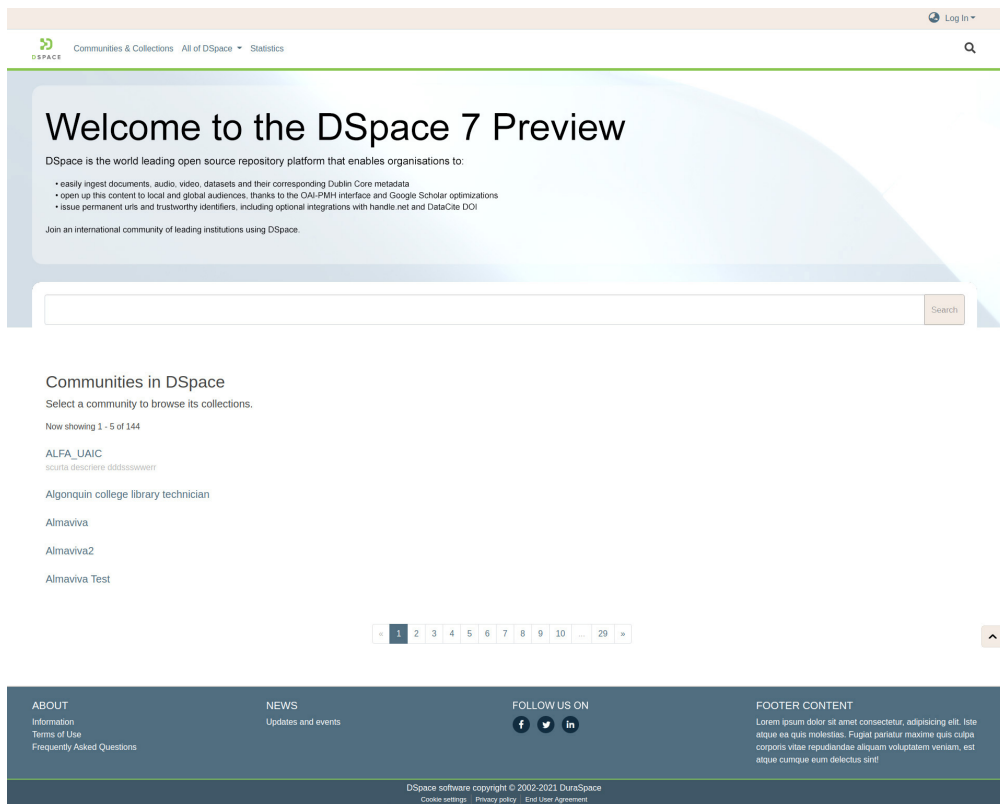 Log In
DSPACE
Communities & Collections All of DSpace Statistics
Welcome to the DSpace 7 Preview
DSpace is the world leading open source repository platform that enables organisations to:
• easily ingest documents, audio, video, datasets and their corresponding Dublin Core metadata
• open up this content to local and global audiences, thanks to the OAI-PMH interface and Google Scholar optimizations
• issue permanent urls and trustworthy identifiers, including optional integrations with handle.net and DataCite DOI
Join an international community of leading institutions using DSpace.
Search
Communities in DSpace
Select a community to browse its collections.
Now showing 1 - 5 of 144
ALFA_UAIC
scurta descriere dddssswwerr
Algonquin college library technician
Almaviva
Almaviva2
Almaviva Test
« 1 2 3 4 5 6 7 8 9 10 ... 29 »
ABOUT
Information
Terms of Use
Frequently Asked Questions
NEWS
Updates and events
FOLLOW US ON
FOOTER CONTENT
Lorem ipsum dolor sit amet consectetur, adipisicing elit. Iste
atque ea quis molestias. Fugiat pariatur maxime quis culpa
corporis vitae repudiandae aliquam voluptatem veniam, est
atque cumque eum delectus sint!
DSpace software copyright © 2002-2021 DuraSpace
Cookie settings | Privacy policy | End User Agreement